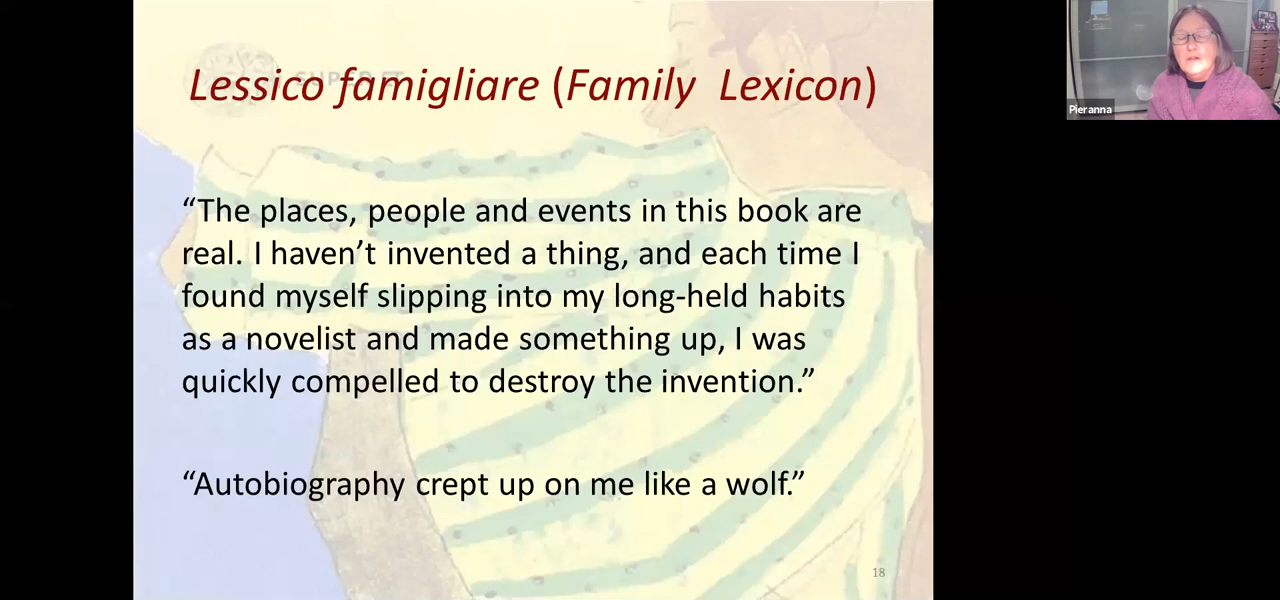 Lessico famigliare (Family Lexicon)
“The places, people and events in this book are
real. I haven’t invented a thing, and each time I
found myself slipping into my long-held habits
as a novelist and made something up, I was
quickly compelled to destroy the invention.”
“Autobiography crept up on me like a wolf.”
18
Pieranna